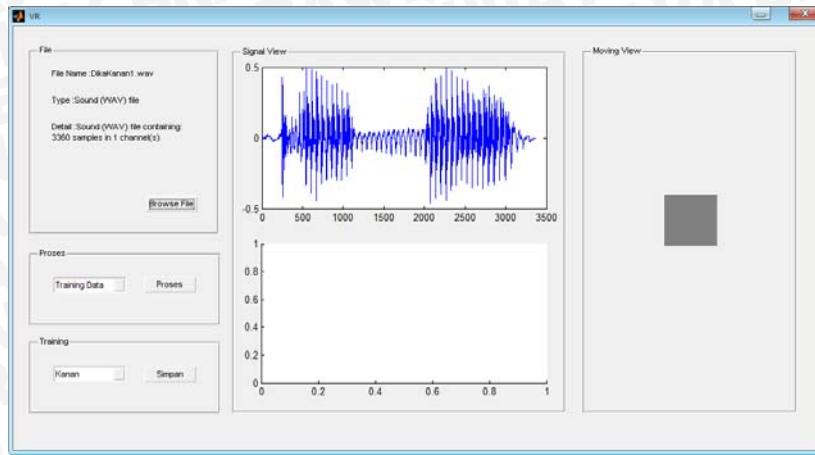 VR
File
File Name :DikaKanan1.wav
Type :Sound (WAV) file
Detail :Sound (WAV) file containing:
3360 samples in 1 channel(s)
Browse File
Proses
Training Data
Proses
Training
Kanan
Simpan
Signal View
0.5
0
-0.5
0 500 1000 1500 2000 2500 3000 3500
1
0.8
0.6
0.4
0.2
0
0 0.2 0.4 0.6 0.8 1
Moving View